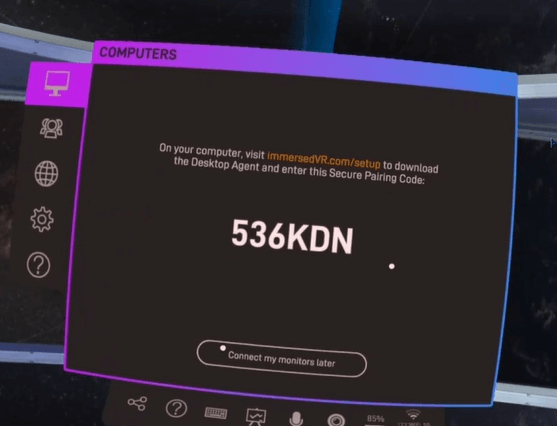 COMPUTERS
On your computer, visit immersedVR.com/setup to download
the Desktop Agent and enter this Secure Pairing Code:
536KDN
Connect my monitors later
85%